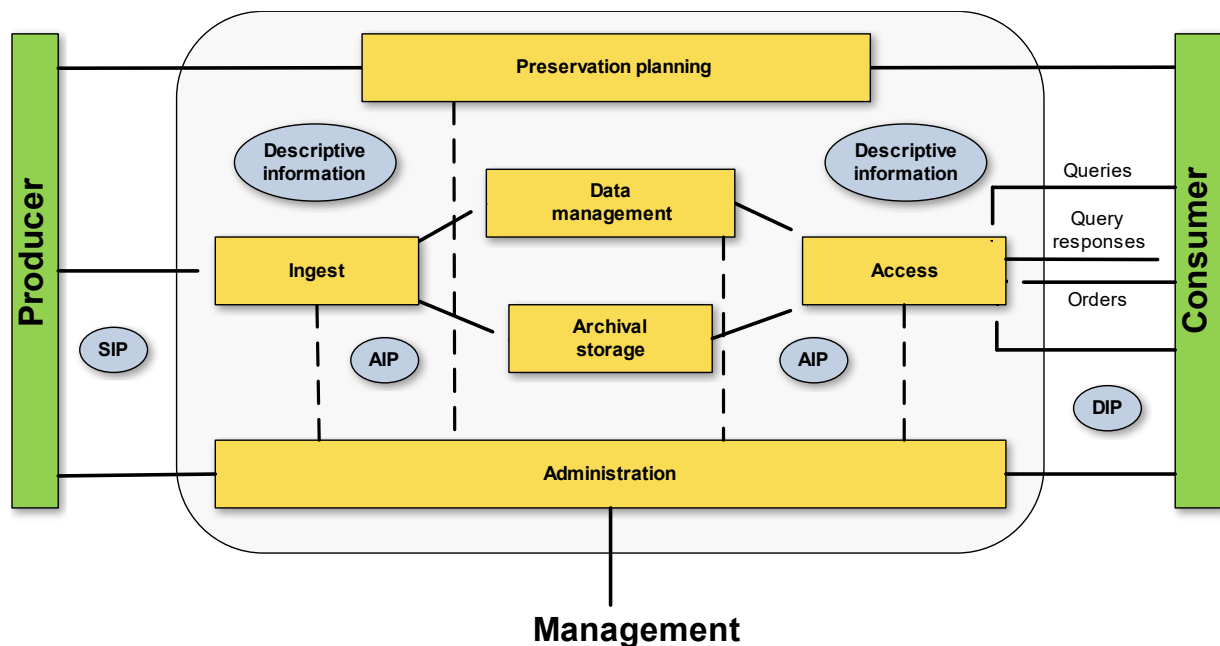 Preservation planning
Producer
Consumer
Descriptive
information
Descriptive
information
Data
management
Queries
Query
responses
Ingest
Access
Orders
Archival
storage
SIP
AIP
AIP
DIP
Administration
Management